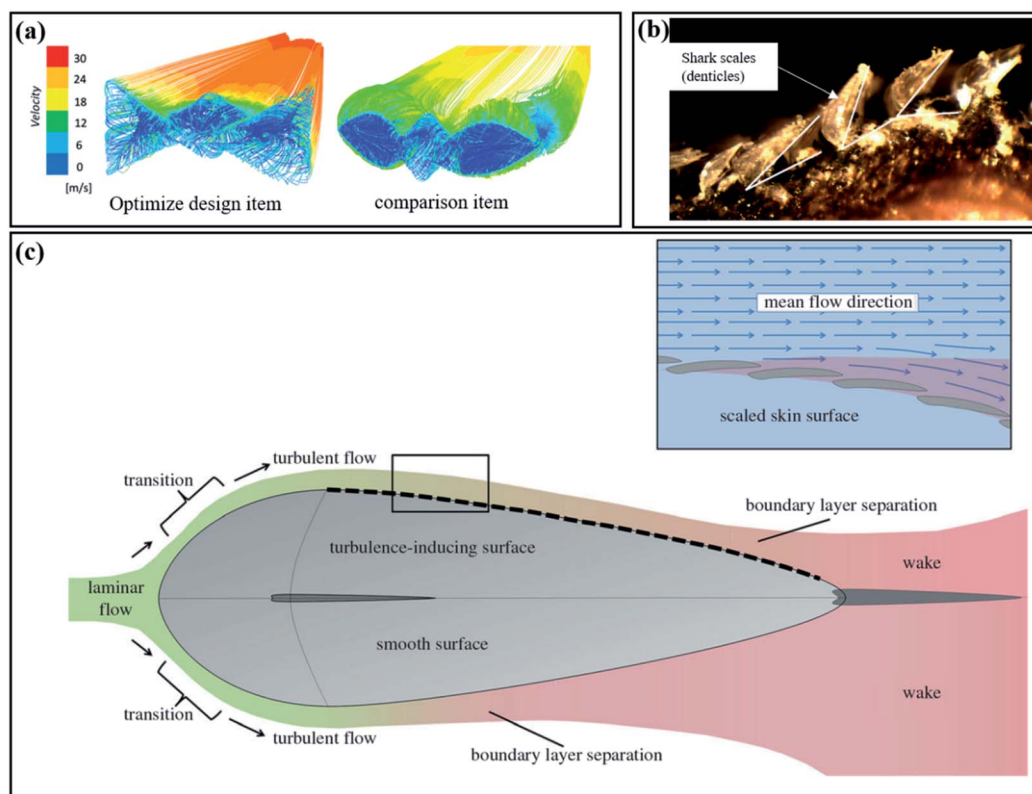 (a)
Velocity
30
24
18
12
6
0
[m/s]
Optimize design item
comparison item
(b)
Shark scales
(denticles)
(c)
mean flow direction
scaled skin surface
turbulent flow
transition
boundary layer separation
turbulence-inducing surface
wake
laminar
flow
smooth surface
wake
transition
turbulent flow
boundary layer separation